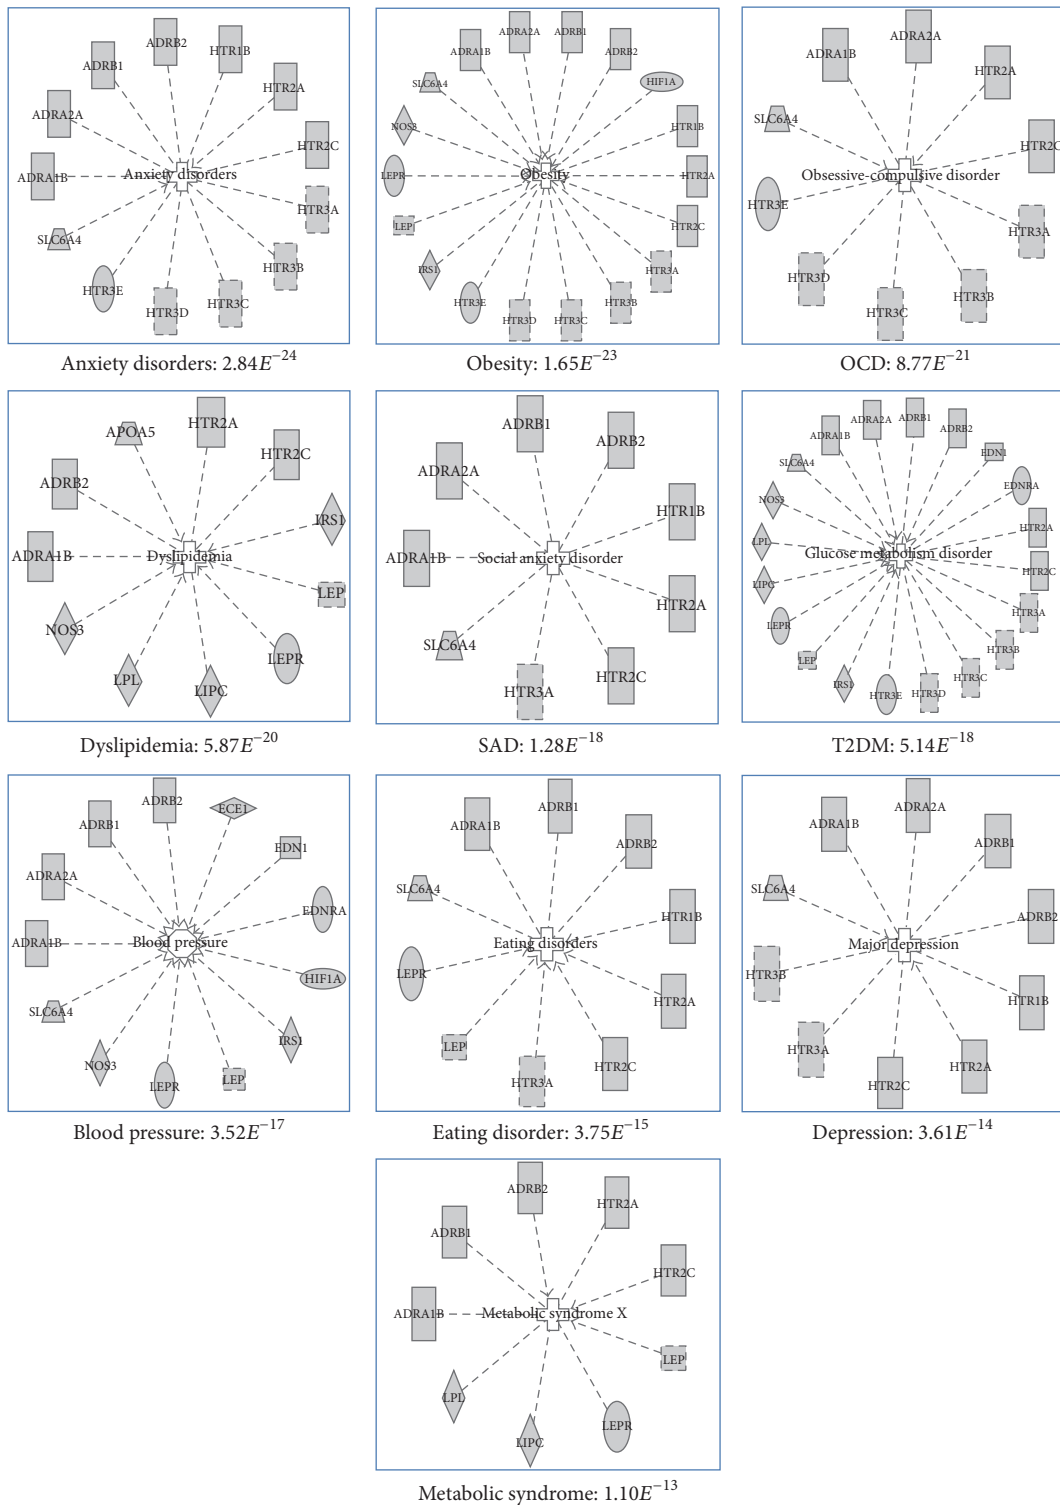 ADRB2
HTR1B
ADRB1
HTR2A
ADRA2A
HTR2C
ADRA1B
Anxiety disorders
HTR3A
SLC6A4
HTR3B
HTR3E
HTR3C
HTR3D
Anxiety disorders: 2.84E−24
ADRA2A
ADRB1
ADRA1B
ADRB2
SLC6A4
HIF1A
NOS3
HTR1B
LEPR
Obesity
HTR2A
LEP
HTR2C
IRS1
HTR3A
HTR3E
HTR3B
HTR3D
HTR3C
Obesity: 1.65E−23
ADRA2A
ADRA1B
HTR2A
SLC6A4
HTR2C
Obsessive-compulsive disorder
HTR3E
HTR3A
HTR3D
HTR3B
HTR3C
OCD: 8.77E−21
APOA5
HTR2A
HTR2C
ADRB2
IRS1
ADRA1B
Dyslipidemia
LEP
NOS3
LEPR
LPL
LIPC
Dyslipidemia: 5.87E−20
ADRB1
ADRB2
ADRA2A
HTR1B
ADRA1B
Social anxiety disorder
HTR2A
SLC6A4
HTR2C
HTR3A
SAD: 1.28E−18
ADRA2A
ADRB1
ADRA1B
ADRB2
SLC6A4
EDN1
NOS3
EDNRA
LPL
HTR2A
Glucose metabolism disorder
LIPC
HTR2C
LEPR
HTR3A
LEP
HTR3B
IRS1
HTR3C
HTR3E
HTR3D
T2DM: 5.14E−18
ADRB2
ECE1
ADRB1
EDN1
ADRA2A
EDNRA
ADRA1B
Blood pressure
HIF1A
SLC6A4
IRS1
NOS3
LEP
LEPR
Blood pressure: 3.52E−17
ADRB1
ADRA1B
ADRB2
SLC6A4
HTR1B
Eating disorders
LEPR
HTR2A
LEP
HTR2C
HTR3A
Eating disorder: 3.75E−15
ADRA2A
ADRA1B
ADRB1
SLC6A4
ADRB2
Major depression
HTR3B
HTR1B
HTR3A
HTR2A
HTR2C
Depression: 3.61E−14
ADRB2
HTR2A
ADRB1
HTR2C
ADRA1B
Metabolic syndrome X
LEP
LPL
LEPR
LIPC
Metabolic syndrome: 1.10E−13